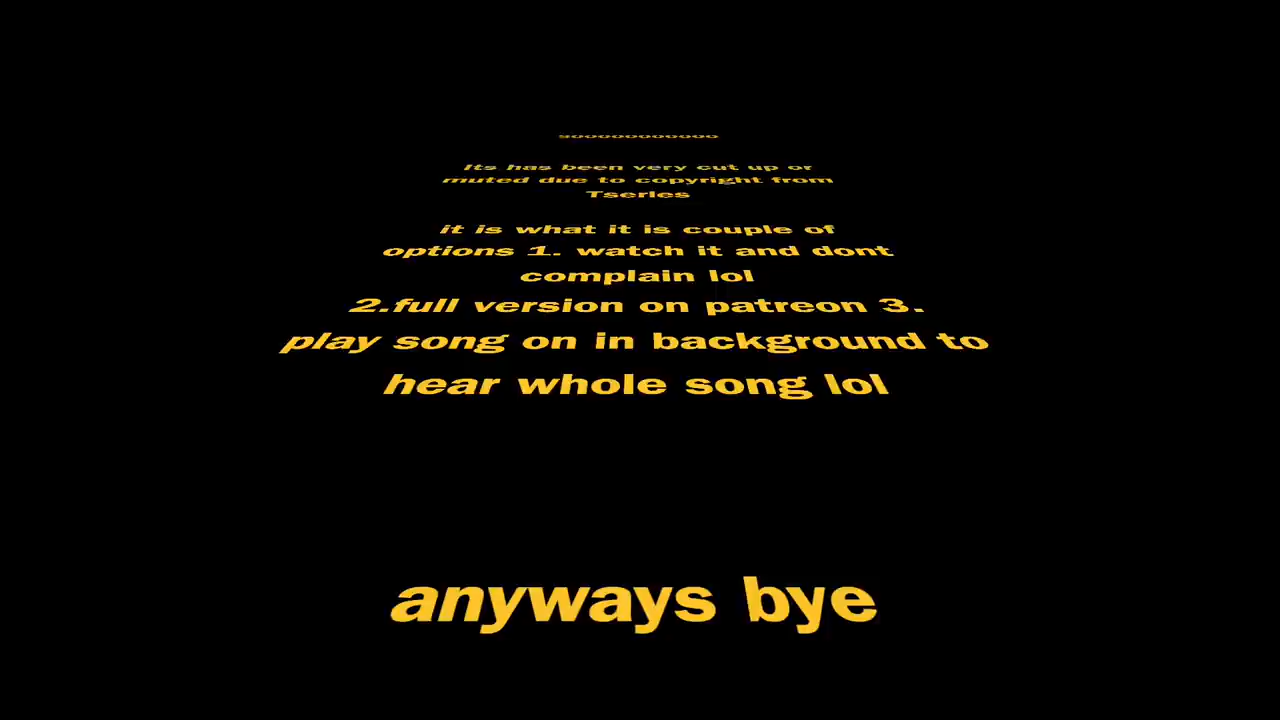 soooooooooooo
Its has been very cut up or
muted due to copyright from
Tseries
it is what it is couple of
options 1. watch it and dont
complain lol
2.full version on patreon 3.
play song on in background to
hear whole song lol
anyways bye